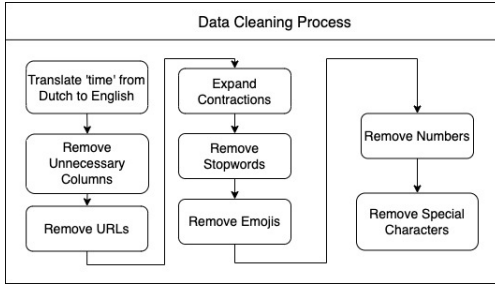 Data Cleaning Process
Translate 'time' from
Dutch to English
Remove
Unnecessary
Columns
Remove URLs
Expand
Contractions
Remove
Stopwords
Remove Emojis
Remove Numbers
Remove Special
Characters